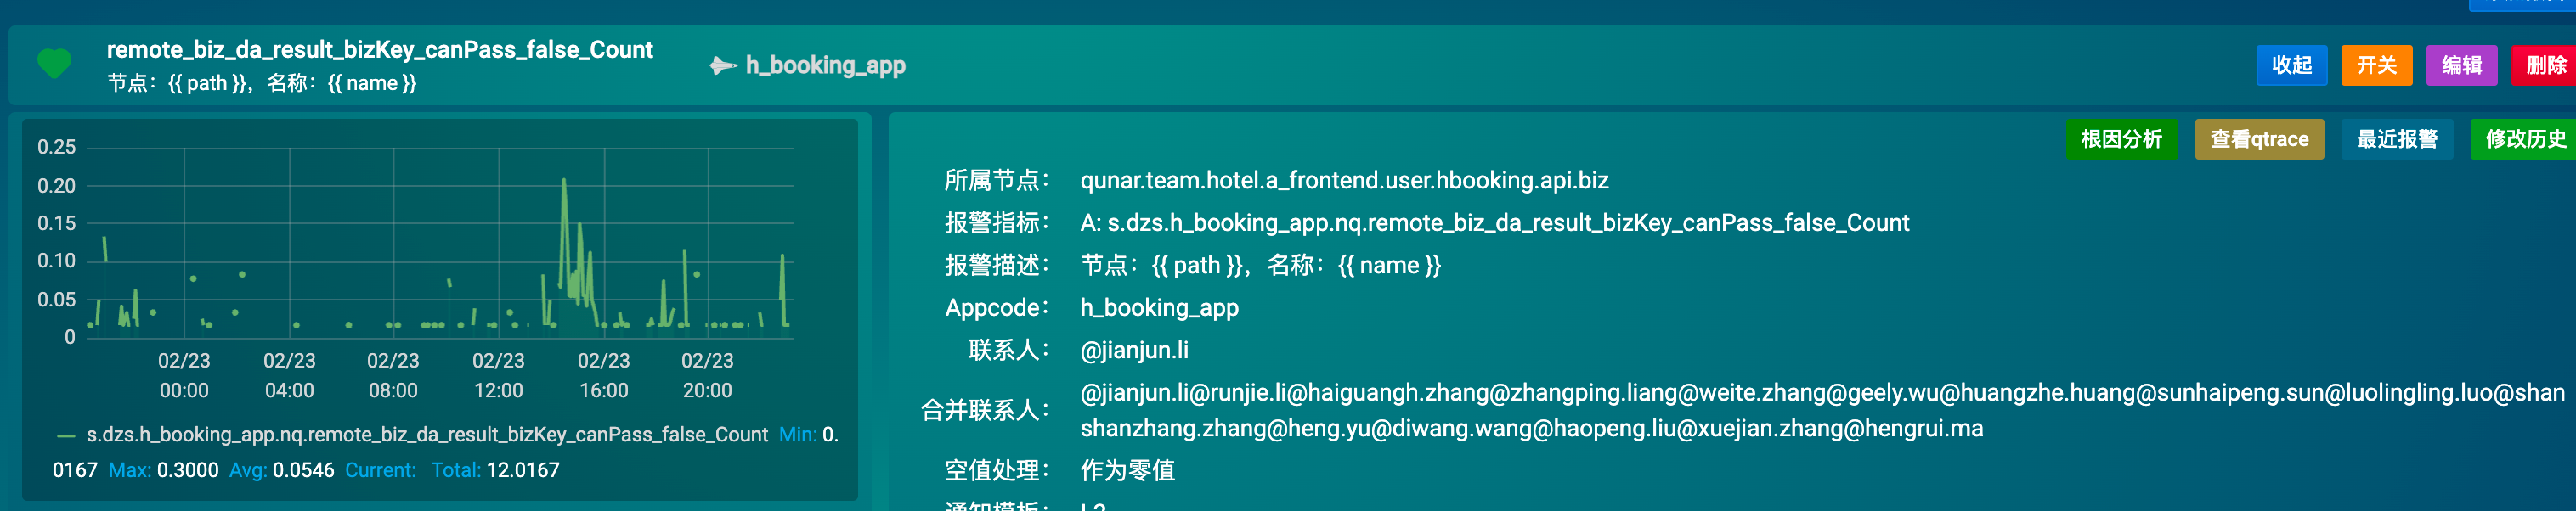 remote_biz_da_result_bizKey_canPass_false_Count
节点：{{ path }}，名称：{{ name }}
h_booking_app
收起 开关 编辑 删除
0.25
0.20
0.15
0.10
0.05
0
02/23 02/23 02/23 02/23 02/23 02/23
00:00 04:00 08:00 12:00 16:00 20:00
s.dzs.h_booking_app.nq.remote_biz_da_result_bizKey_canPass_false_Count Min: 0.
0167 Max: 0.3000 Avg: 0.0546 Current: Total: 12.0167
根因分析 查看qtrace 最近报警 修改历史
所属节点： qunar.team.hotel.a_frontend.user.hbooking.api.biz
报警指标： A: s.dzs.h_booking_app.nq.remote_biz_da_result_bizKey_canPass_false_Count
报警描述： 节点：{{ path }}，名称：{{ name }}
Appcode： h_booking_app
联系人： @jianjun.li
合并联系人： @jianjun.li@runjie.li@haiguangh.zhang@zhangping.liang@weite.zhang@geely.wu@huangzhe.huang@sunhaipeng.sun@luolingling.luo@shan
shanzhang.zhang@heng.yu@diwang.wang@haopeng.liu@xuejian.zhang@hengrui.ma
空值处理： 作为零值